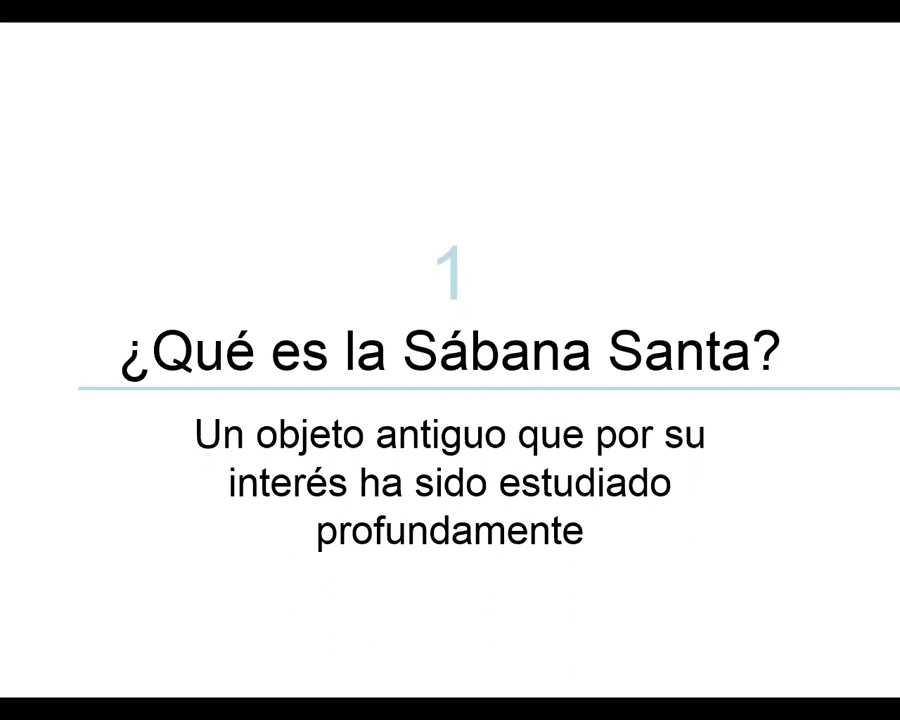 1
¿Qué es la Sábana Santa?
Un objeto antiguo que por su
interés ha sido estudiado
profundamente